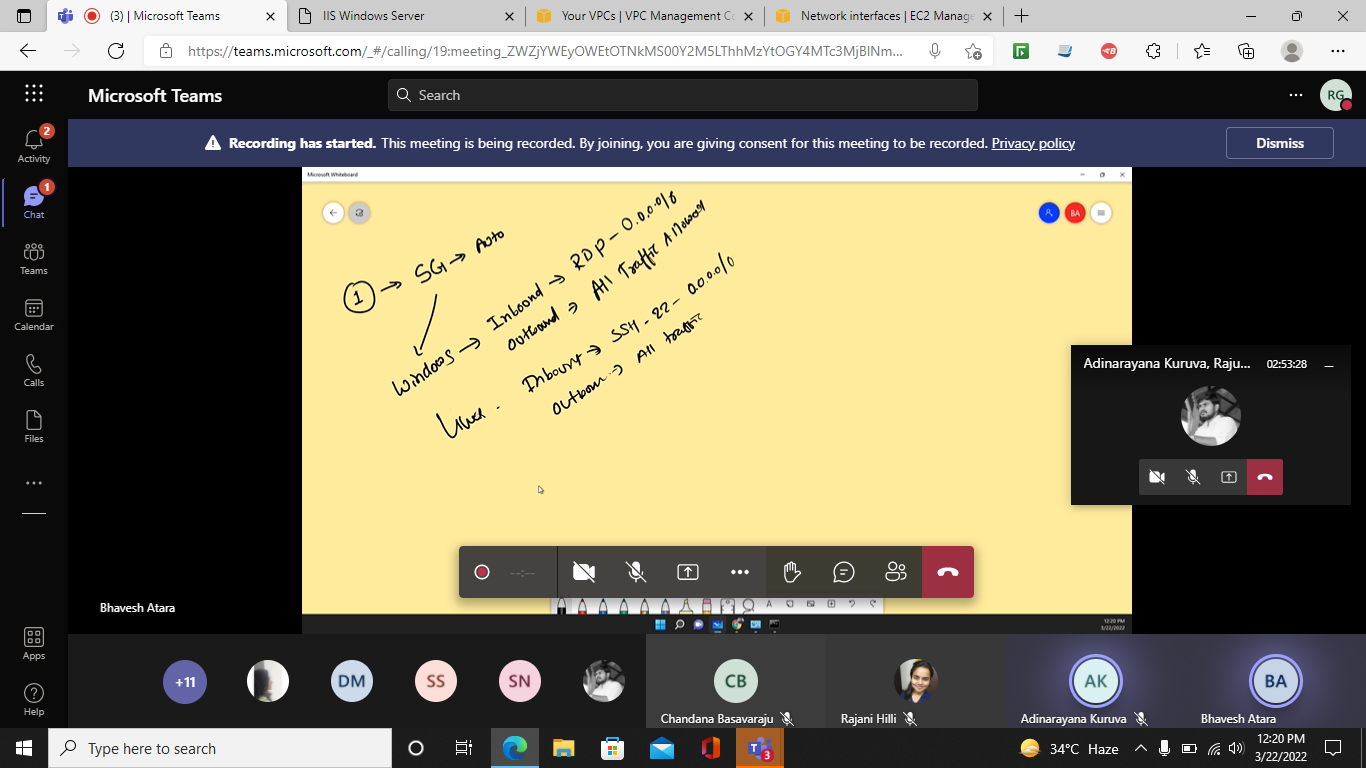 (3) | Microsoft Teams
IIS Windows Server
Your VPCs | VPC Management Co
Network interfaces | EC2 Manage
https://teams.microsoft.com/_#/calling/19:meeting_ZWZjYWEyOWEtOTNkMS00Y2M5LThhMzYtOGY4MTc3MjBlNm...
Microsoft Teams
Search
RG
Recording has started. This meeting is being recorded. By joining, you are giving consent for this meeting to be recorded. Privacy policy
Dismiss
2
Activity
1
Chat
Teams
Calendar
Calls
Files
Apps
Help
Microsoft Whiteboard
BA
1 → SG → Auto
Windows → Inbound → RDP - 0.0.0.0/0
Outbound → All Traffic Allowed
SSH - 22 - 0.0.0.0/0
All traffic
Adinarayana Kuruva, Raju...
02:53:28
--:--
Bhavesh Atara
A
12:20 PM
3/22/2022
+11
DM
SS
SN
CB
AK
BA
Chandana Basavaraju
Rajani Hilli
Adinarayana Kuruva
Bhavesh Atara
Type here to search
3
34°C Haze
12:20 PM
3/22/2022